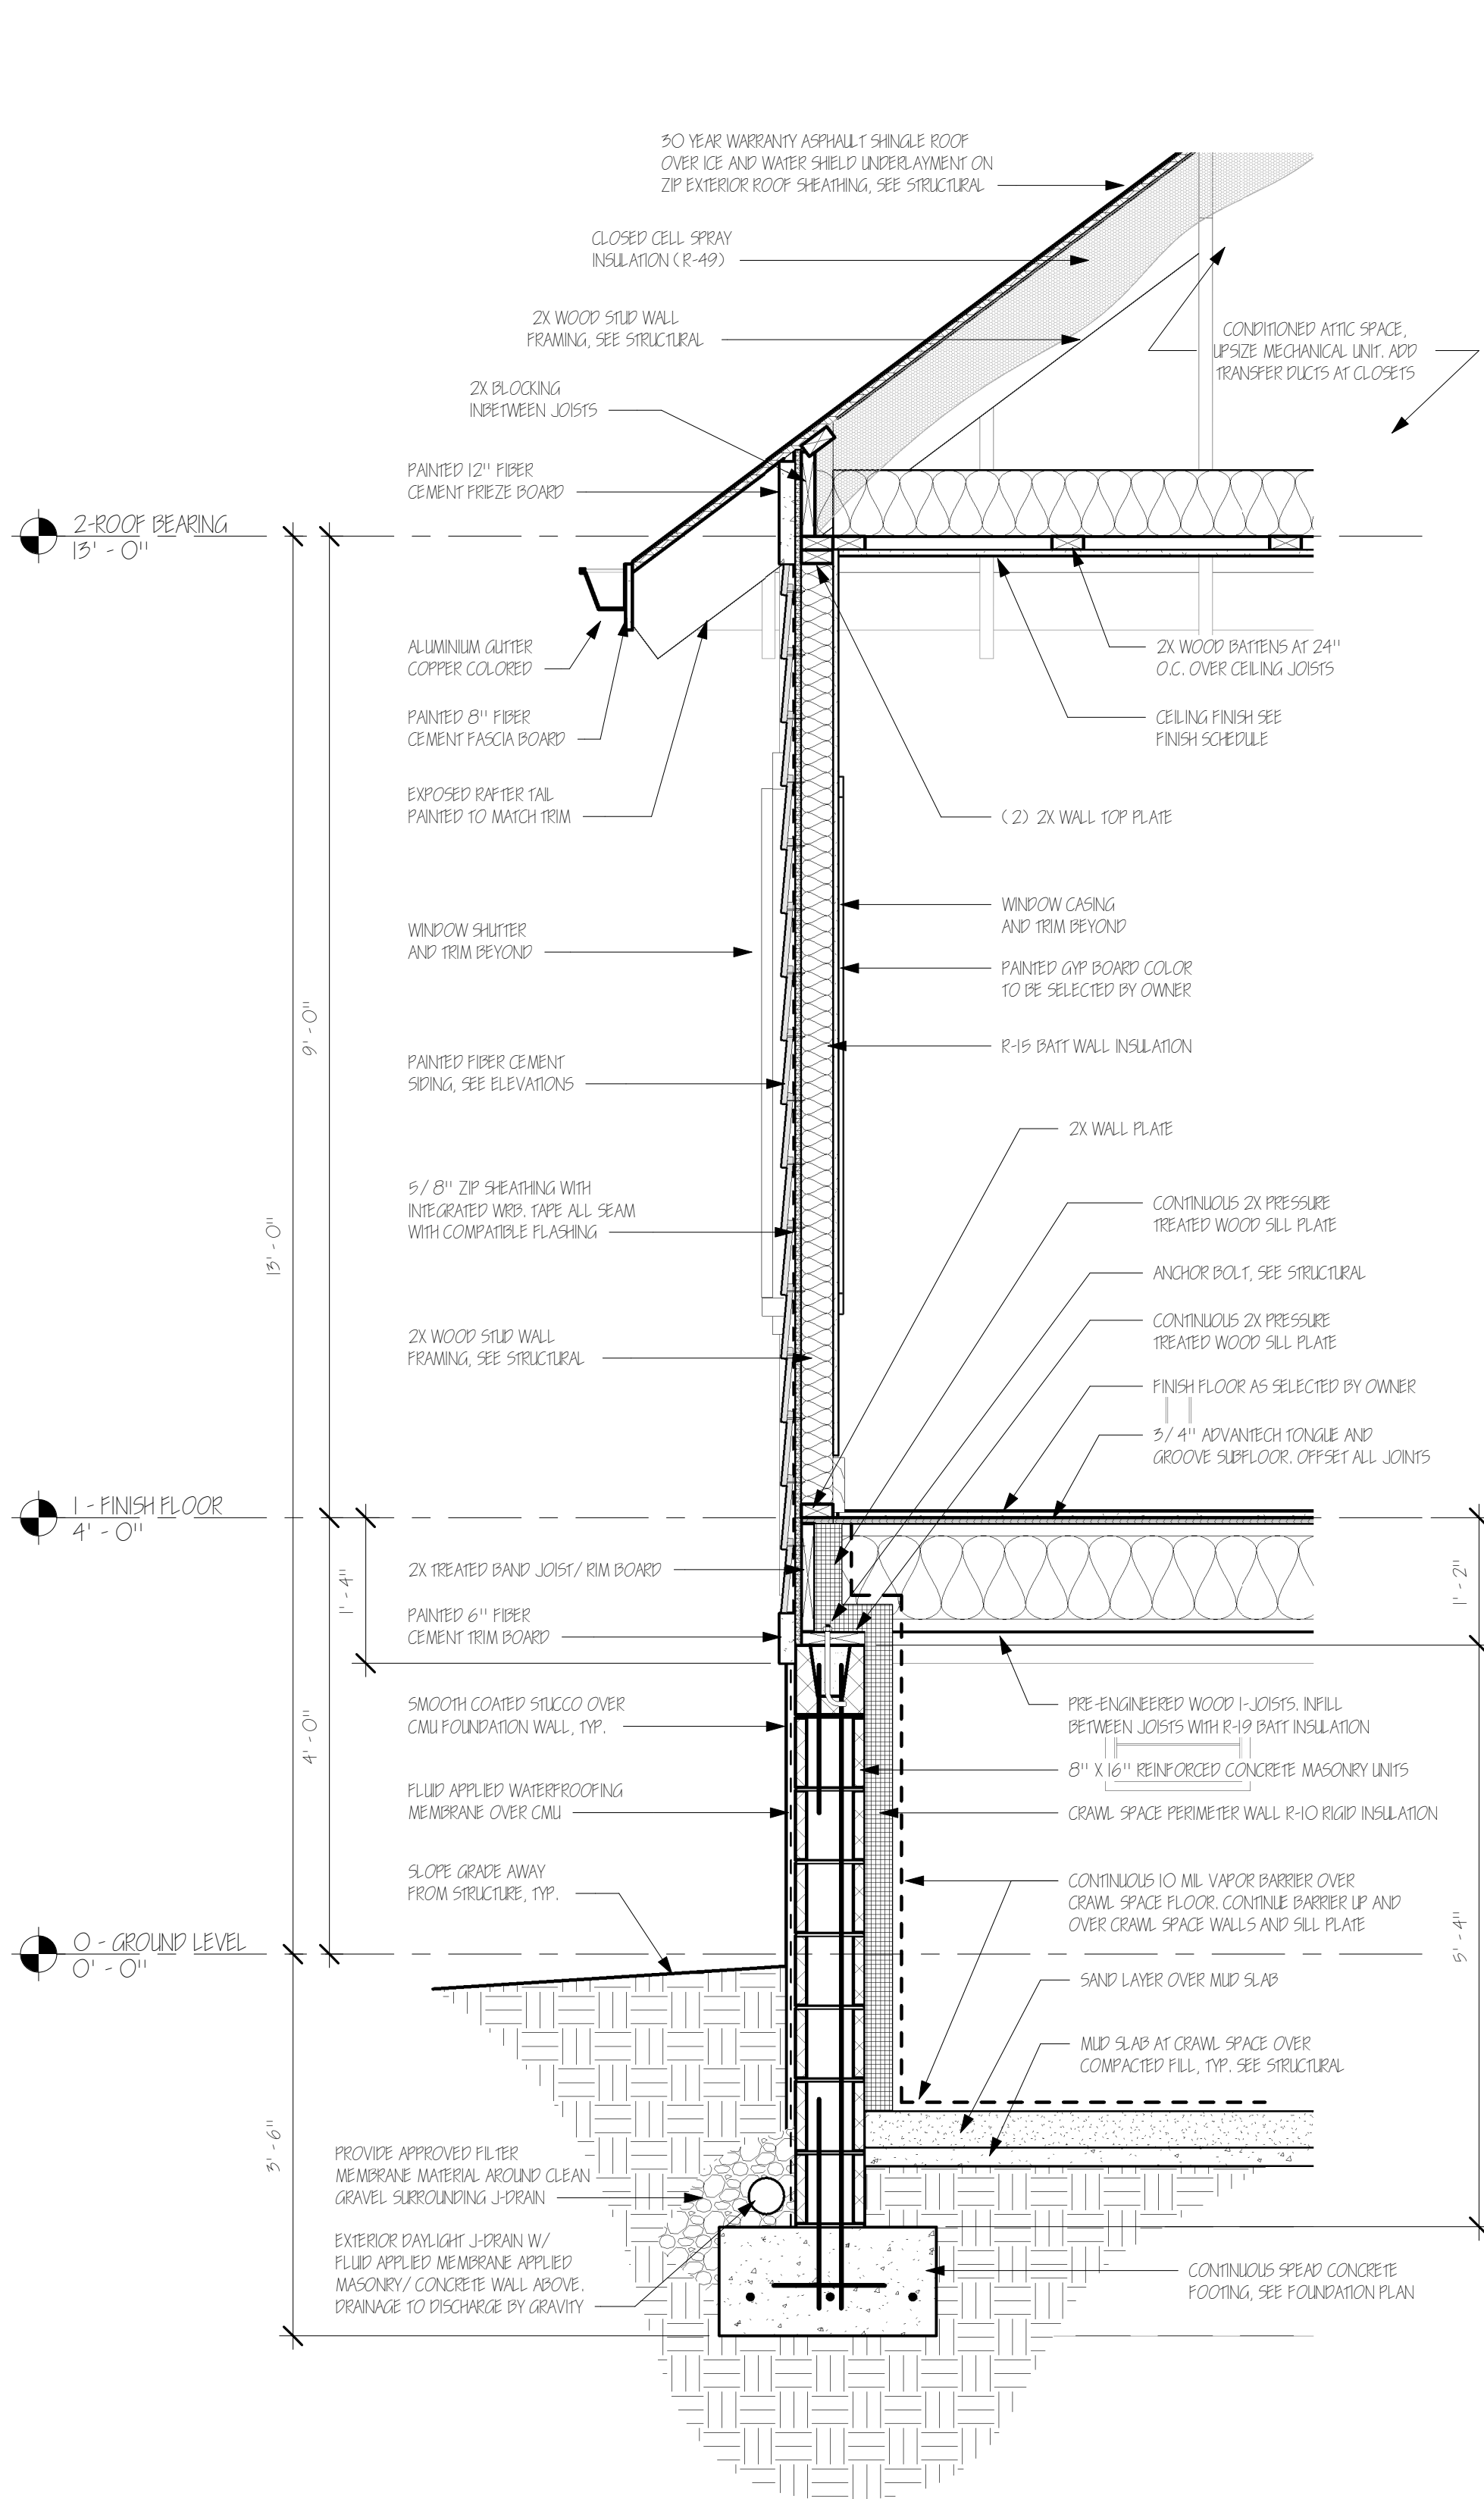 30 YEAR WARRANTY ASPHAULT SHINGLE ROOF
OVER ICE AND WATER SHIELD UNDERLAYMENT ON
ZIP EXTERIOR ROOF SHEATHING, SEE STRUCTURAL
CLOSED CELL SPRAY
INSULATION (R-49)
2X WOOD STUD WALL
FRAMING, SEE STRUCTURAL
CONDITIONED ATTIC SPACE,
UPSIZE MECHANICAL UNIT. ADD
TRANSFER DUCTS AT CLOSETS
2X BLOCKING
INBETWEEN JOISTS
PAINTED 12" FIBER
CEMENT FRIEZE BOARD
2-ROOF BEARING
13' - 0"
ALUMINIUM GUTTER
COPPER COLORED
PAINTED 8" FIBER
CEMENT FASCIA BOARD
EXPOSED RAFTER TAIL
PAINTED TO MATCH TRIM
2X WOOD BATTENS AT 24"
O.C. OVER CEILING JOISTS
CEILING FINISH SEE
FINISH SCHEDULE
(2) 2X WALL TOP PLATE
WINDOW SHUTTER
AND TRIM BEYOND
WINDOW CASING
AND TRIM BEYOND
PAINTED GYP BOARD COLOR
TO BE SELECTED BY OWNER
R-15 BATT WALL INSULATION
9' - 0"
13' - 0"
PAINTED FIBER CEMENT
SIDING, SEE ELEVATIONS
5/8" ZIP SHEATHING WITH
INTEGRATED WRB. TAPE ALL SEAM
WITH COMPATIBLE FLASHING
2X WOOD STUD WALL
FRAMING, SEE STRUCTURAL
2X WALL PLATE
CONTINUOUS 2X PRESSURE
TREATED WOOD SILL PLATE
ANCHOR BOLT, SEE STRUCTURAL
CONTINUOUS 2X PRESSURE
TREATED WOOD SILL PLATE
FINISH FLOOR AS SELECTED BY OWNER
3/4" ADVANTECH TONGUE AND
GROOVE SUBFLOOR. OFFSET ALL JOINTS
1 - FINISH FLOOR
4' - 0"
2X TREATED BAND JOIST/ RIM BOARD
1' - 4"
1' - 2"
PAINTED 6" FIBER
CEMENT TRIM BOARD
SMOOTH COATED STUCCO OVER
CMU FOUNDATION WALL, TYP.
4' - 0"
FLUID APPLIED WATERFROOFING
MEMBRANE OVER CMU
SLOPE GRADE AWAY
FROM STRUCTURE, TYP.
PRE-ENGINEERED WOOD I-JOISTS. INFILL
BETWEEN JOISTS WITH R-19 BATT INSULATION
8" X 16" REINFORCED CONCRETE MASONRY UNITS
CRAWL SPACE PERIMETER WALL R-10 RIGID INSULATION
CONTINUOUS 10 MIL VAPOR BARRIER OVER
CRAWL SPACE FLOOR. CONTINUE BARRIER UP AND
OVER CRAWL SPACE WALLS AND SILL PLATE
5' - 4"
0 - GROUND LEVEL
0' - 0"
SAND LAYER OVER MUD SLAB
MUD SLAB AT CRAWL SPACE OVER
COMPACTED FILL, TYP. SEE STRUCTURAL
3' - 6"
PROVIDE APPROVED FILTER
MEMBRANE MATERIAL AROUND CLEAN
GRAVEL SURROUNDING J-DRAIN
EXTERIOR DAYLIGHT J-DRAIN W/
FLUID APPLIED MEMBRANE APPLIED
MASONRY/ CONCRETE WALL ABOVE.
DRAINAGE TO DISCHARGE BY GRAVITY
CONTINUOUS SPEAD CONCRETE
FOOTING, SEE FOUNDATION PLAN